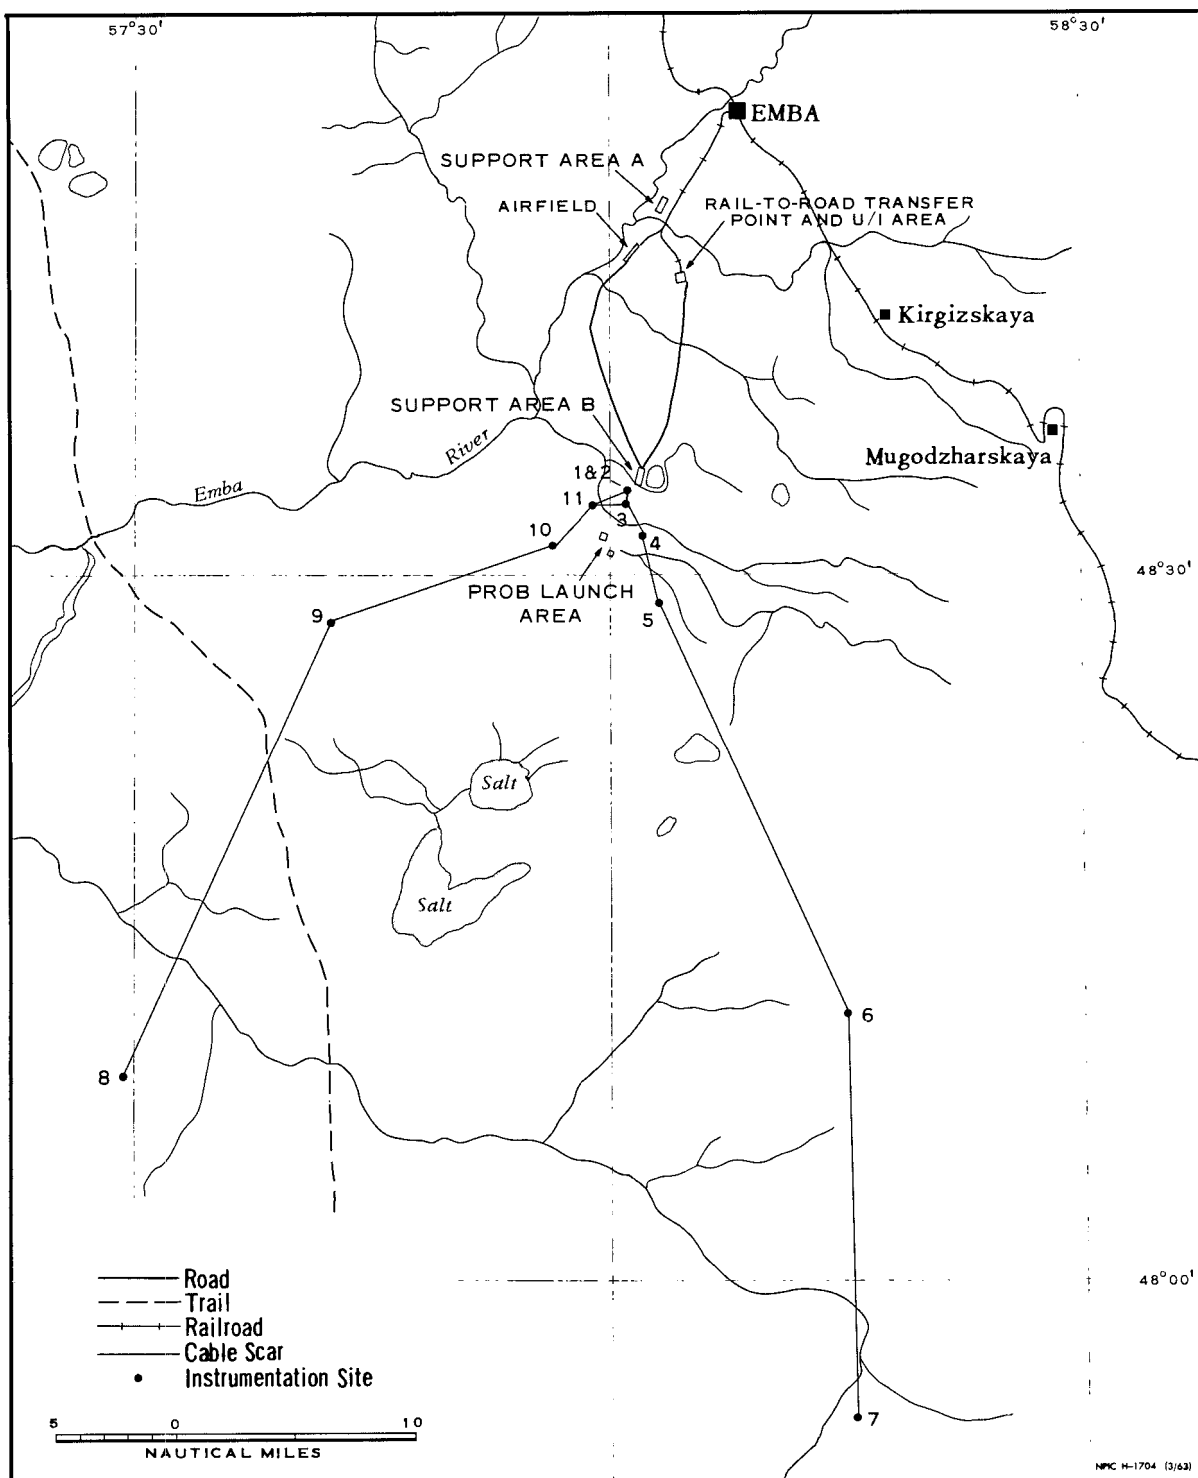 57°30'
58°30'
EMBA
SUPPORT AREA A
AIRFIELD
RAIL-TO-ROAD TRANSFER
POINT AND U/I AREA
Kirgizskaya
SUPPORT AREA B
River
Mugodzharskaya
Emba
1&2
11
3
10
4
48°30'
PROB LAUNCH
AREA
5
9
Salt
Salt
6
8
48°00'
Road
Trail
Railroad
Cable Scar
Instrumentation Site
7
5 0 10
NAUTICAL MILES
NPIC H-1704 (3/63)